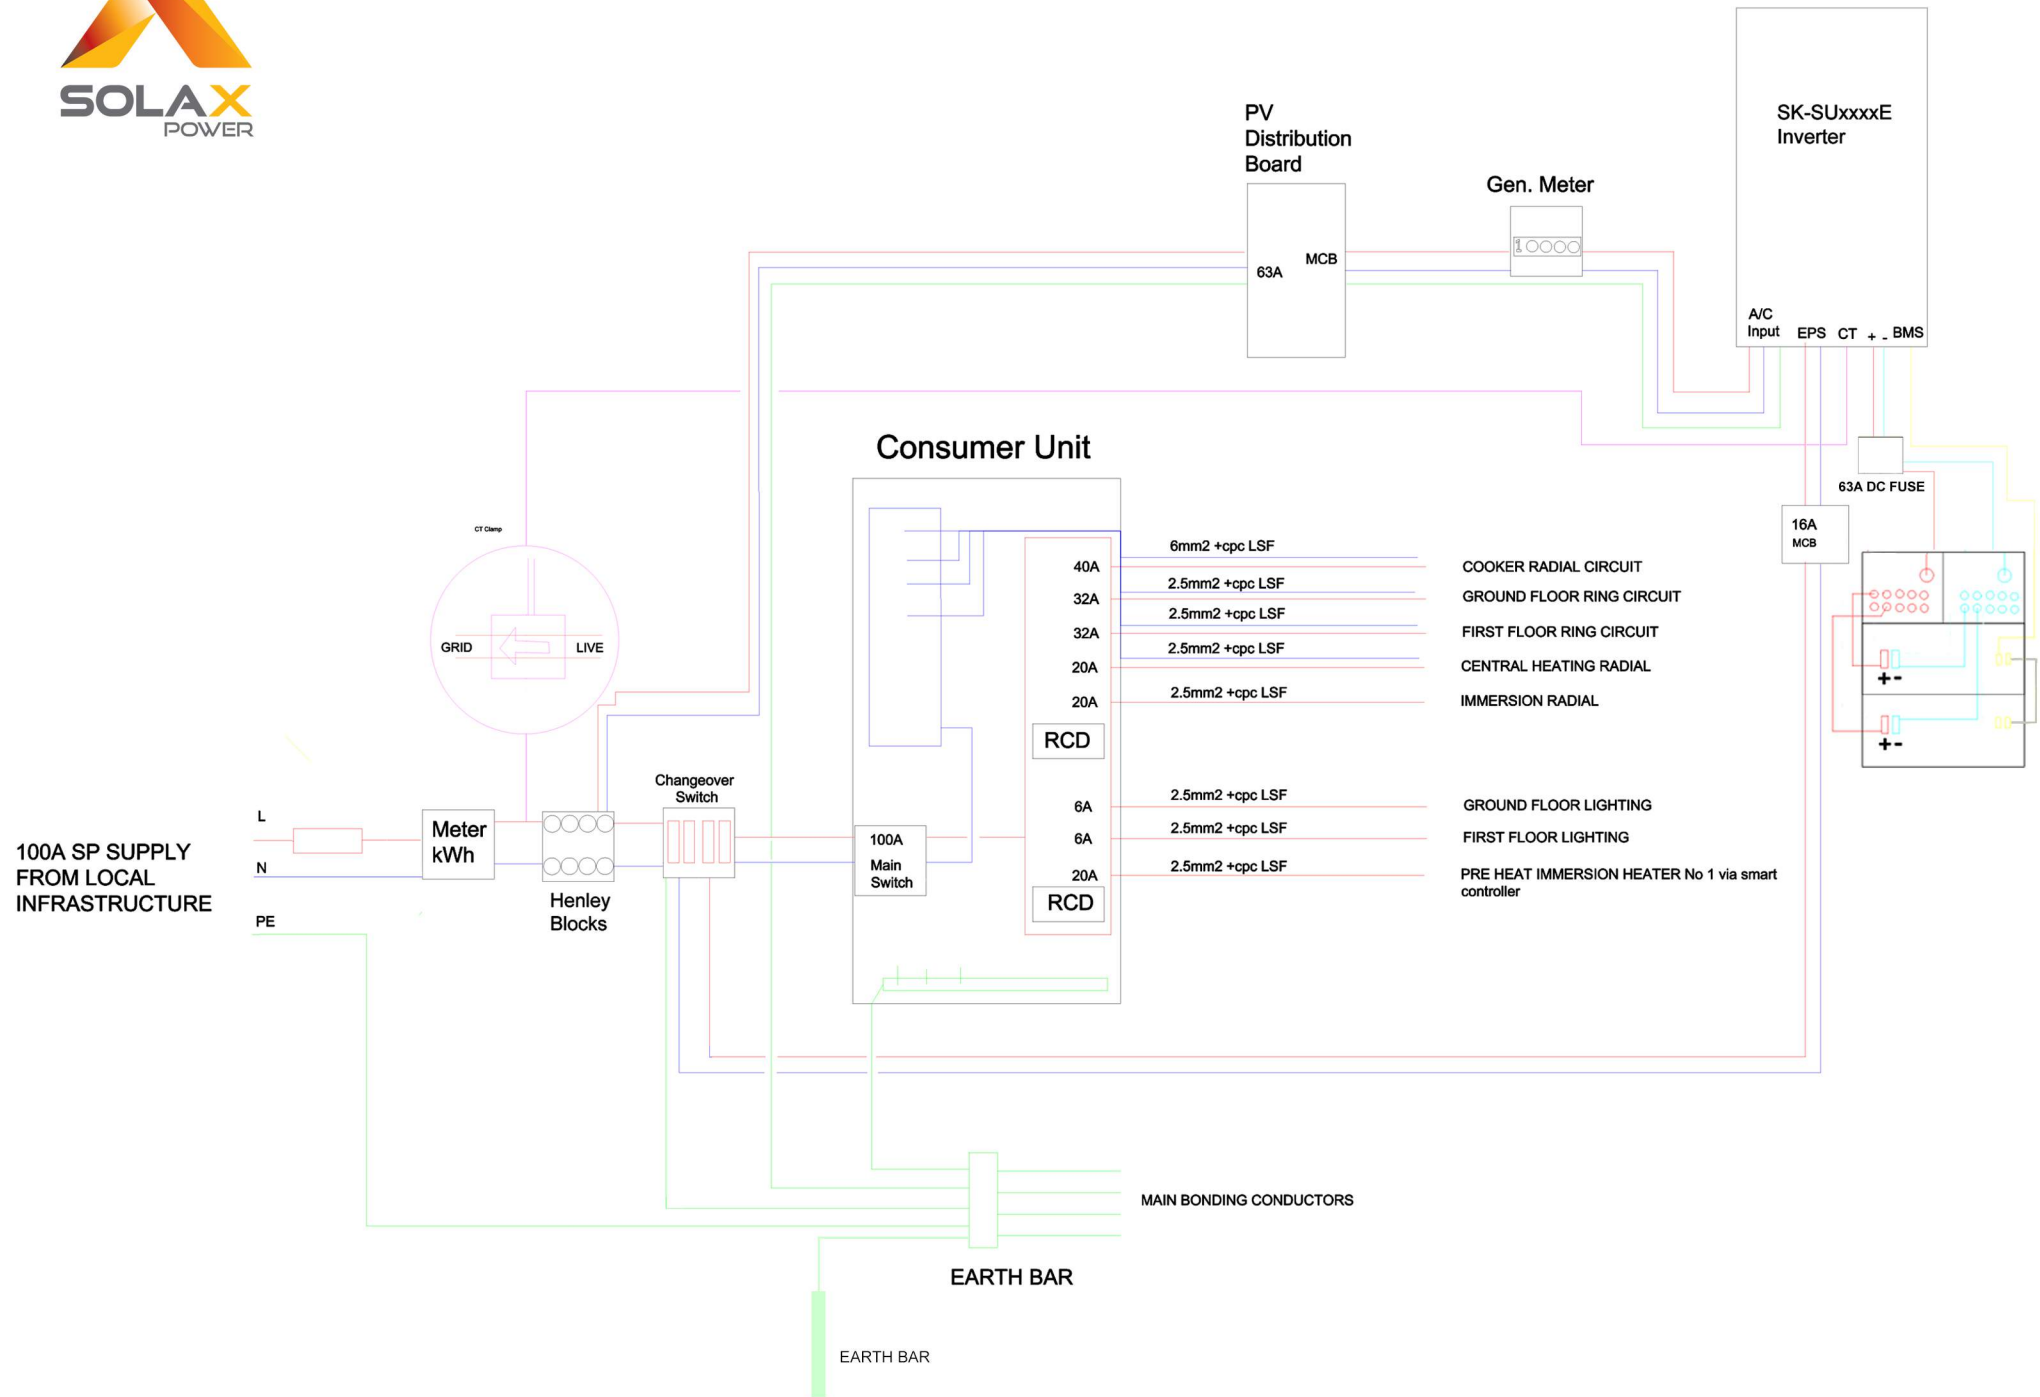 SOLAX
POWER
PV
Distribution
Board
63A
MCB
Gen. Meter
1
SK-SUxxxxE
Inverter
A/C
Input
EPS
CT
+
-
BMS
63A DC FUSE
16A
MCB
+-
+-
Consumer Unit
CT Clamp
GRID
LIVE
40A
6mm2 +cpc LSF
COOKER RADIAL CIRCUIT
32A
2.5mm2 +cpc LSF
GROUND FLOOR RING CIRCUIT
32A
2.5mm2 +cpc LSF
FIRST FLOOR RING CIRCUIT
20A
2.5mm2 +cpc LSF
CENTRAL HEATING RADIAL
20A
2.5mm2 +cpc LSF
IMMERSION RADIAL
RCD
6A
2.5mm2 +cpc LSF
GROUND FLOOR LIGHTING
6A
2.5mm2 +cpc LSF
FIRST FLOOR LIGHTING
20A
2.5mm2 +cpc LSF
PRE HEAT IMMERSION HEATER No 1 via smart
controller
RCD
100A
Main
Switch
Changeover
Switch
Henley
Blocks
Meter
kWh
L
N
PE
100A SP SUPPLY
FROM LOCAL
INFRASTRUCTURE
MAIN BONDING CONDUCTORS
EARTH BAR
EARTH BAR